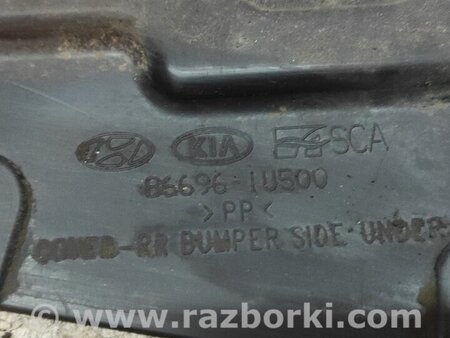 KIA SCA
86696-1U500
>PP<
COVER-RR BUMPER SIDE UNDER
www.razborki.com